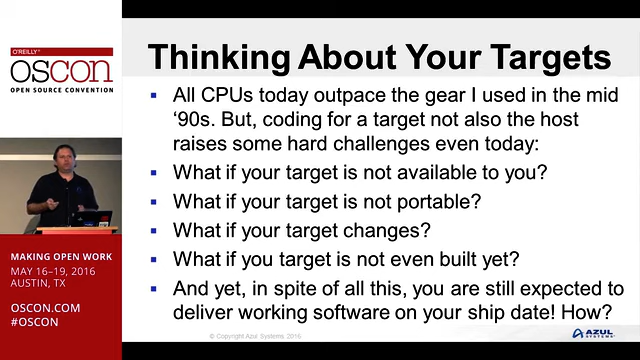 O'REILLY®
OSCON
OPEN SOURCE CONVENTION
MAKING OPEN WORK
MAY 16–19, 2016
AUSTIN, TX
OSCON.COM
#OSCON
Thinking About Your Targets
▪ All CPUs today outpace the gear I used in the mid
‘90s. But, coding for a target not also the host
raises some hard challenges even today:
▪ What if your target is not available to you?
▪ What if your target is not portable?
▪ What if your target changes?
▪ What if you target is not even built yet?
▪ And yet, in spite of all this, you are still expected to
deliver working software on your ship date! How?
© Copyright Azul Systems 2016
AZUL
SYSTEMS